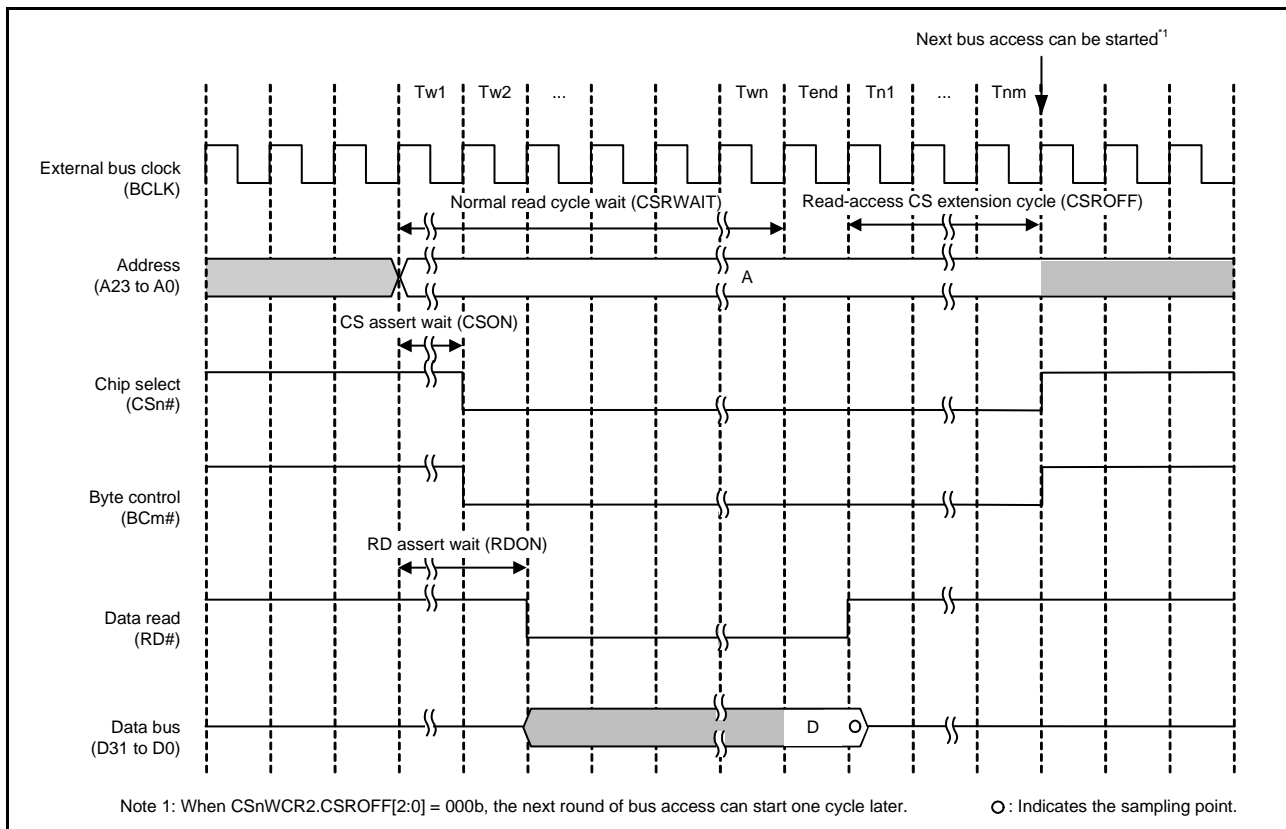 Next bus access can be started*1
Tw1 Tw2 ... Twn Tend Tn1 ... Tnm
External bus clock
(BCLK)
Normal read cycle wait (CSRWAIT)
Read-access CS extension cycle (CSROFF)
Address
(A23 to A0)
A
CS assert wait (CSON)
Chip select
(CSn#)
Byte control
(BCm#)
RD assert wait (RDON)
Data read
(RD#)
Data bus
(D31 to D0)
D
Note 1: When CSnWCR2.CSROFF[2:0] = 000b, the next round of bus access can start one cycle later.
: Indicates the sampling point.